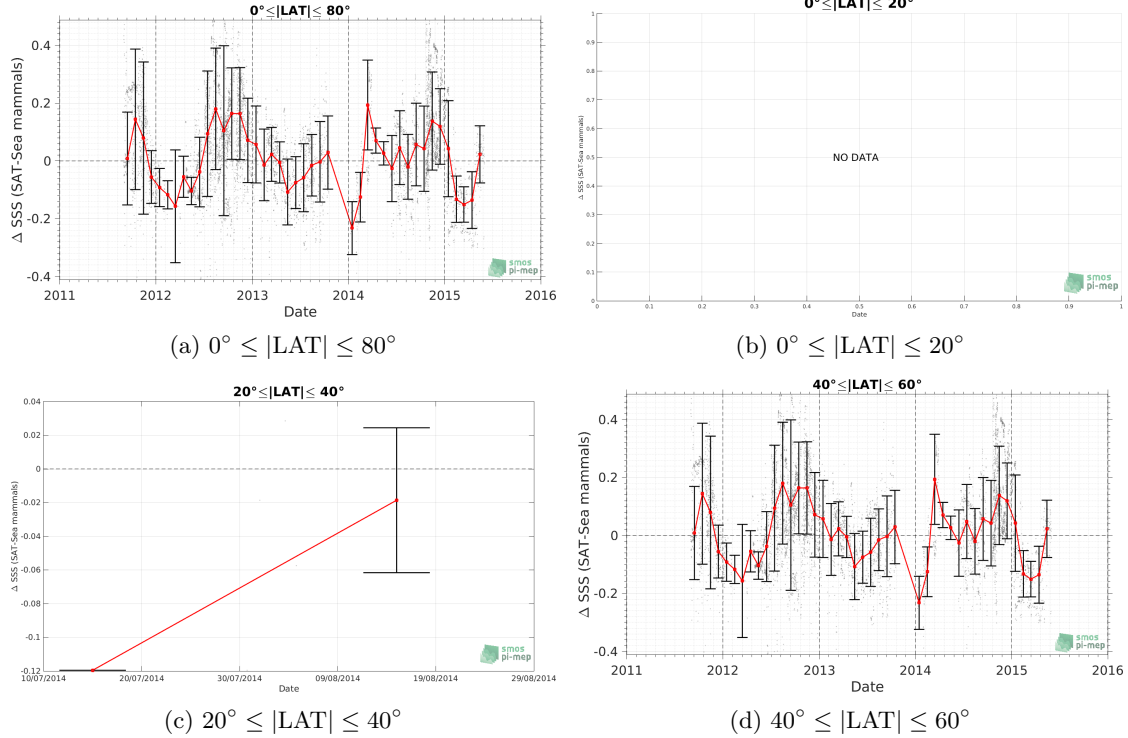 0°≤|LAT|≤ 80°
0.4
0.2
0
-0.2
-0.4
Δ SSS (SAT-Sea mammals)
2011 2012 2013 2014 2015 2016
Date
smos
pi-mep
(a) 0° ≤ |LAT| ≤ 80°
0°≤|LAT|≤ 20°
1
0.9
0.8
0.7
0.6
0.5
0.4
0.3
0.2
0.1
0
Δ SSS (SAT-Sea mammals)
NO DATA
0 0.1 0.2 0.3 0.4 0.5 0.6 0.7 0.8 0.9 1
Date
smos
pi-mep
(b) 0° ≤ |LAT| ≤ 20°
20°≤|LAT|≤ 40°
0.04
0.02
0
-0.02
-0.04
-0.06
-0.08
-0.1
-0.12
Δ SSS (SAT-Sea mammals)
10/07/2014 20/07/2014 30/07/2014 09/08/2014 19/08/2014 29/08/2014
Date
smos
pi-mep
(c) 20° ≤ |LAT| ≤ 40°
40°≤|LAT|≤ 60°
0.4
0.2
0
-0.2
-0.4
Δ SSS (SAT-Sea mammals)
2011 2012 2013 2014 2015 2016
Date
smos
pi-mep
(d) 40° ≤ |LAT| ≤ 60°